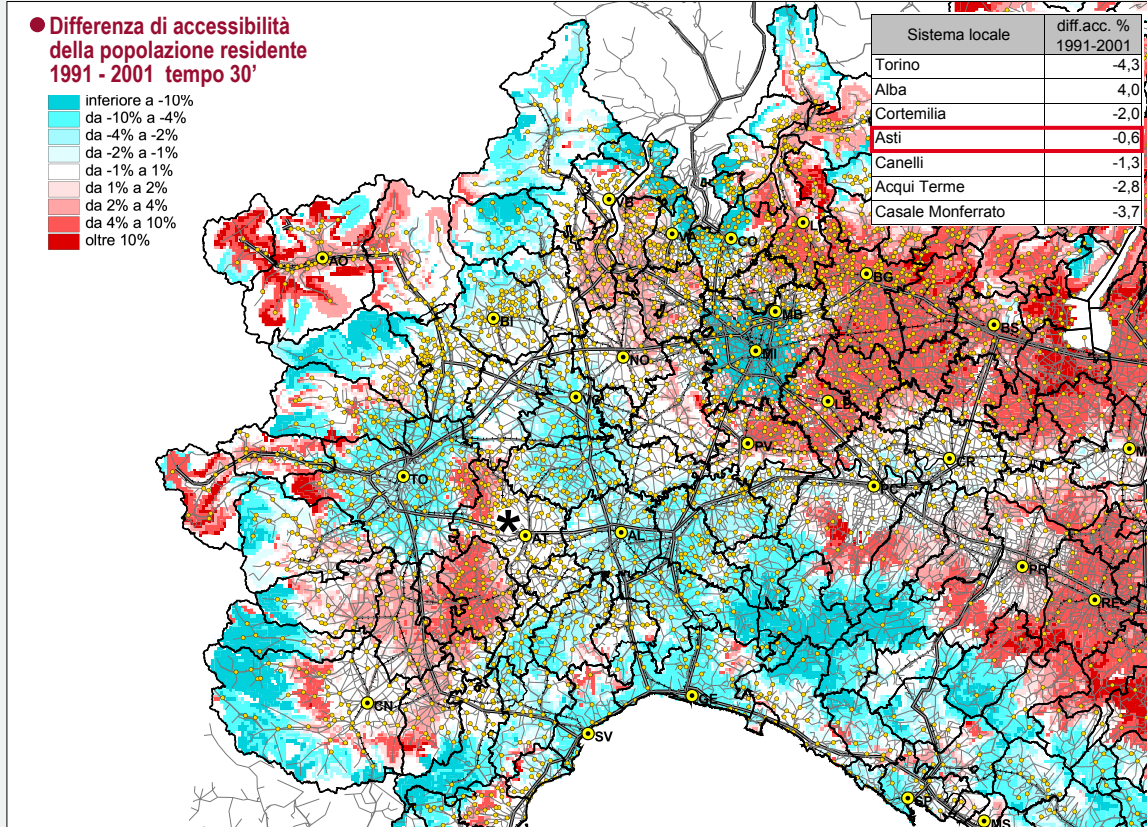 ● Differenza di accessibilità
della popolazione residente
1991 - 2001 tempo 30’
inferiore a -10%
da -10% a -4%
da -4% a -2%
da -2% a -1%
da -1% a 1%
da 1% a 2%
da 2% a 4%
da 4% a 10%
oltre 10%
Sistema locale diff.acc. % 1991-2001
Torino -4,3
Alba 4,0
Cortemilia -2,0
Asti -0,6
Canelli -1,3
Acqui Terme -2,8
Casale Monferrato -3,7
VB
CO
AO
BG
MB
BI
BS
MI
NO
PV
CR
TO
*
AT
AL
PR
RE
CN
GE
SV
SP
MS